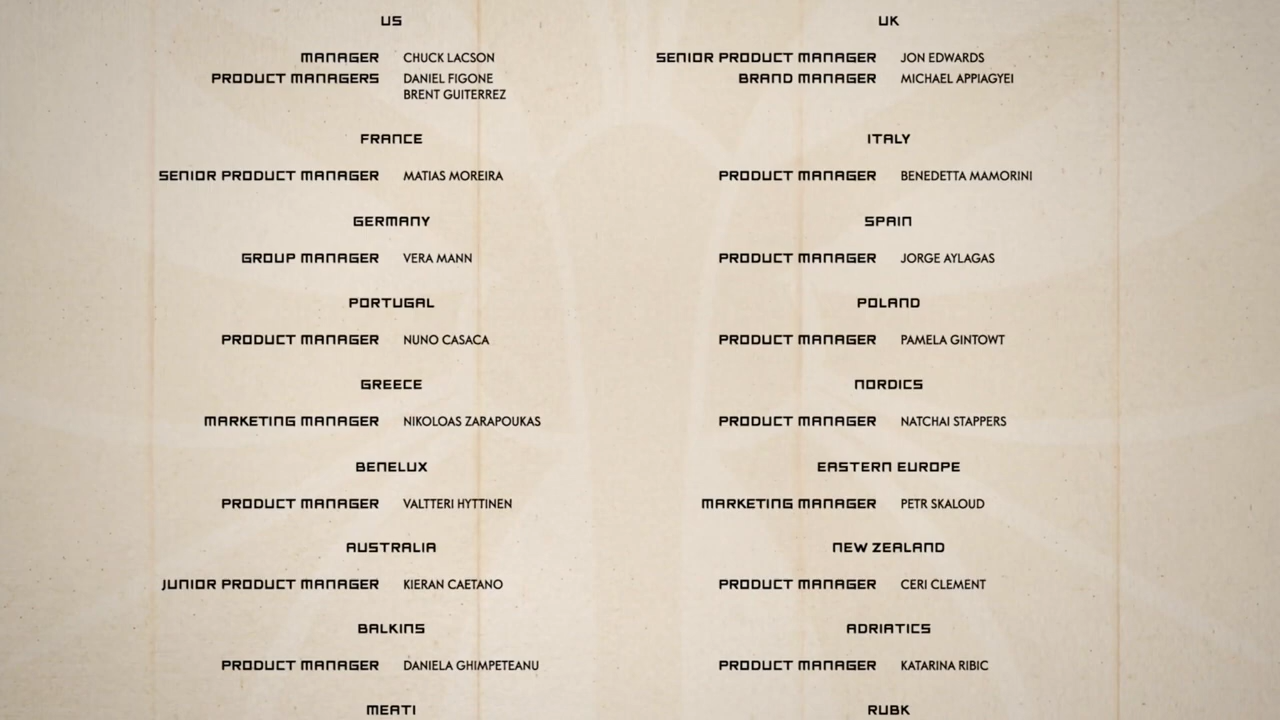 US
MANAGER CHUCK LACSON
PRODUCT MANAGERS DANIEL FIGONE
BRENT GUITERREZ
FRANCE
SENIOR PRODUCT MANAGER MATIAS MOREIRA
GERMANY
GROUP MANAGER VERA MANN
PORTUGAL
PRODUCT MANAGER NUNO CASACA
GREECE
MARKETING MANAGER NIKOLOAS ZARAPOUKAS
BENELUX
PRODUCT MANAGER VALTTERI HYTTINEN
AUSTRALIA
JUNIOR PRODUCT MANAGER KIERAN CAETANO
BALKINS
PRODUCT MANAGER DANIELA GHIMPETEANU
MEATI
UK
SENIOR PRODUCT MANAGER JON EDWARDS
BRAND MANAGER MICHAEL APPIAGYEI
ITALY
PRODUCT MANAGER BENEDETTA MAMORINI
SPAIN
PRODUCT MANAGER JORGE AYLAGAS
POLAND
PRODUCT MANAGER PAMELA GINTOWT
NORDICS
PRODUCT MANAGER NATCHAI STAPPERS
EASTERN EUROPE
MARKETING MANAGER PETR SKALOUD
NEW ZEALAND
PRODUCT MANAGER CERI CLEMENT
ADRIATICS
PRODUCT MANAGER KATARINA RIBIC
RUBK